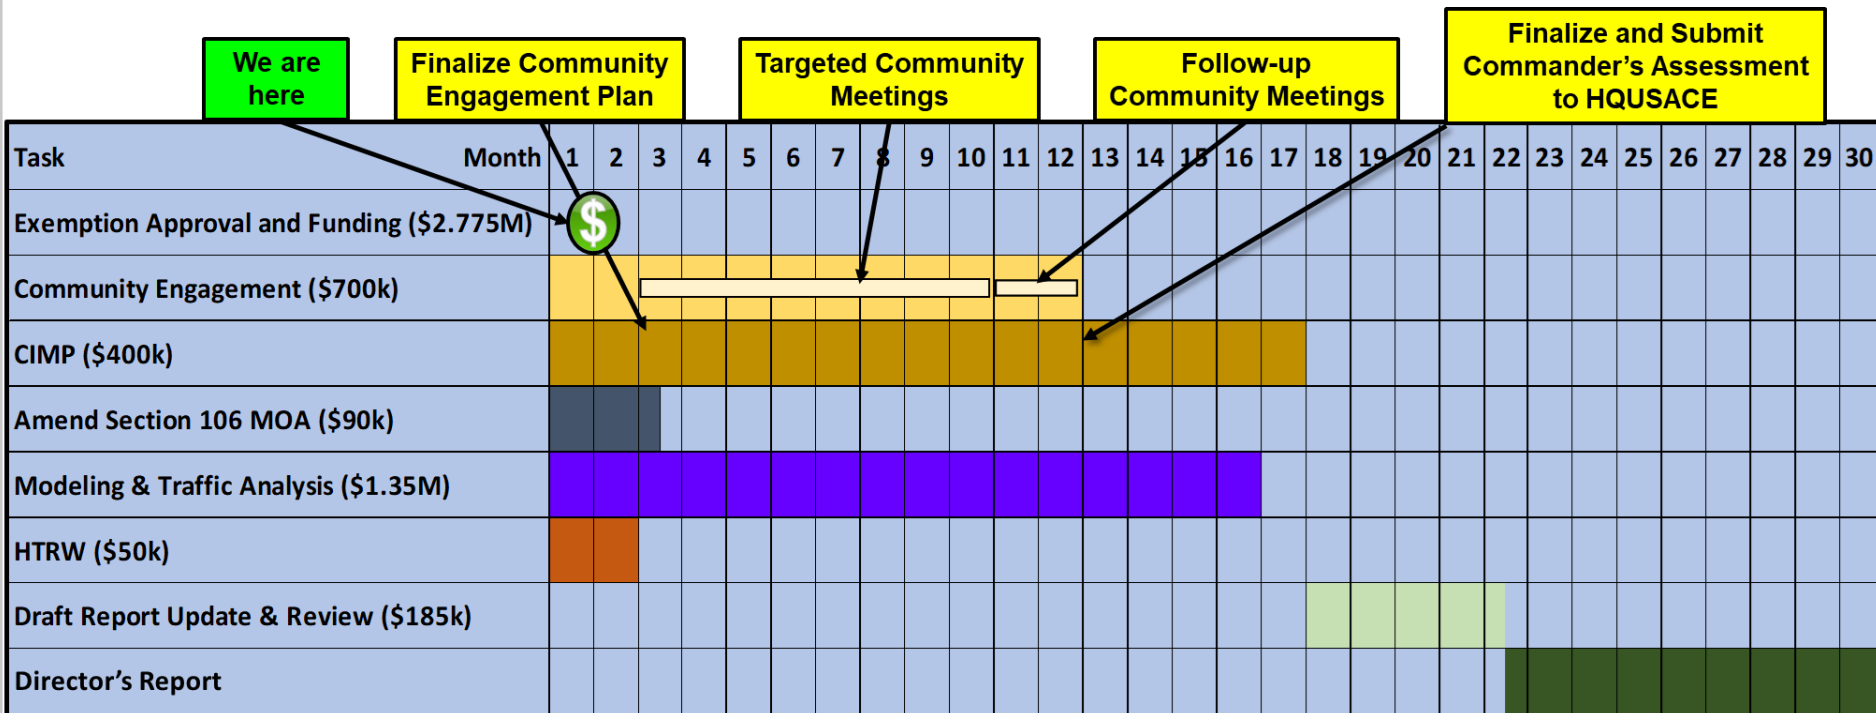 We are
here
Finalize Community
Engagement Plan
Targeted Community
Meetings
Follow-up
Community Meetings
Finalize and Submit
Commander’s Assessment
to HQUSACE
Task Month 1 2 3 4 5 6 7 8 9 10 11 12 13 14 15 16 17 18 19 20 21 22 23 24 25 26 27 28 29 30
Exemption Approval and Funding ($2.775M) $
Community Engagement ($700k)
CIMP ($400k)
Amend Section 106 MOA ($90k)
Modeling & Traffic Analysis ($1.35M)
HTRW ($50k)
Draft Report Update & Review ($185k)
Director’s Report